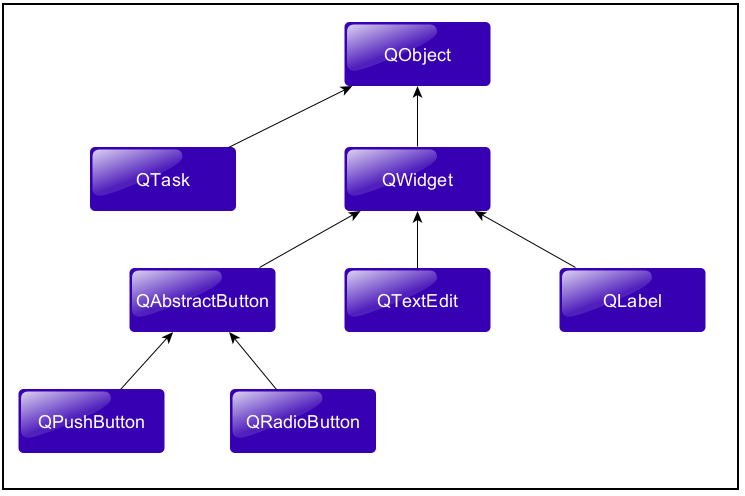 QObject
QTask
QWidget
QAbstractButton
QTextEdit
QLabel
QPushButton
QRadioButton